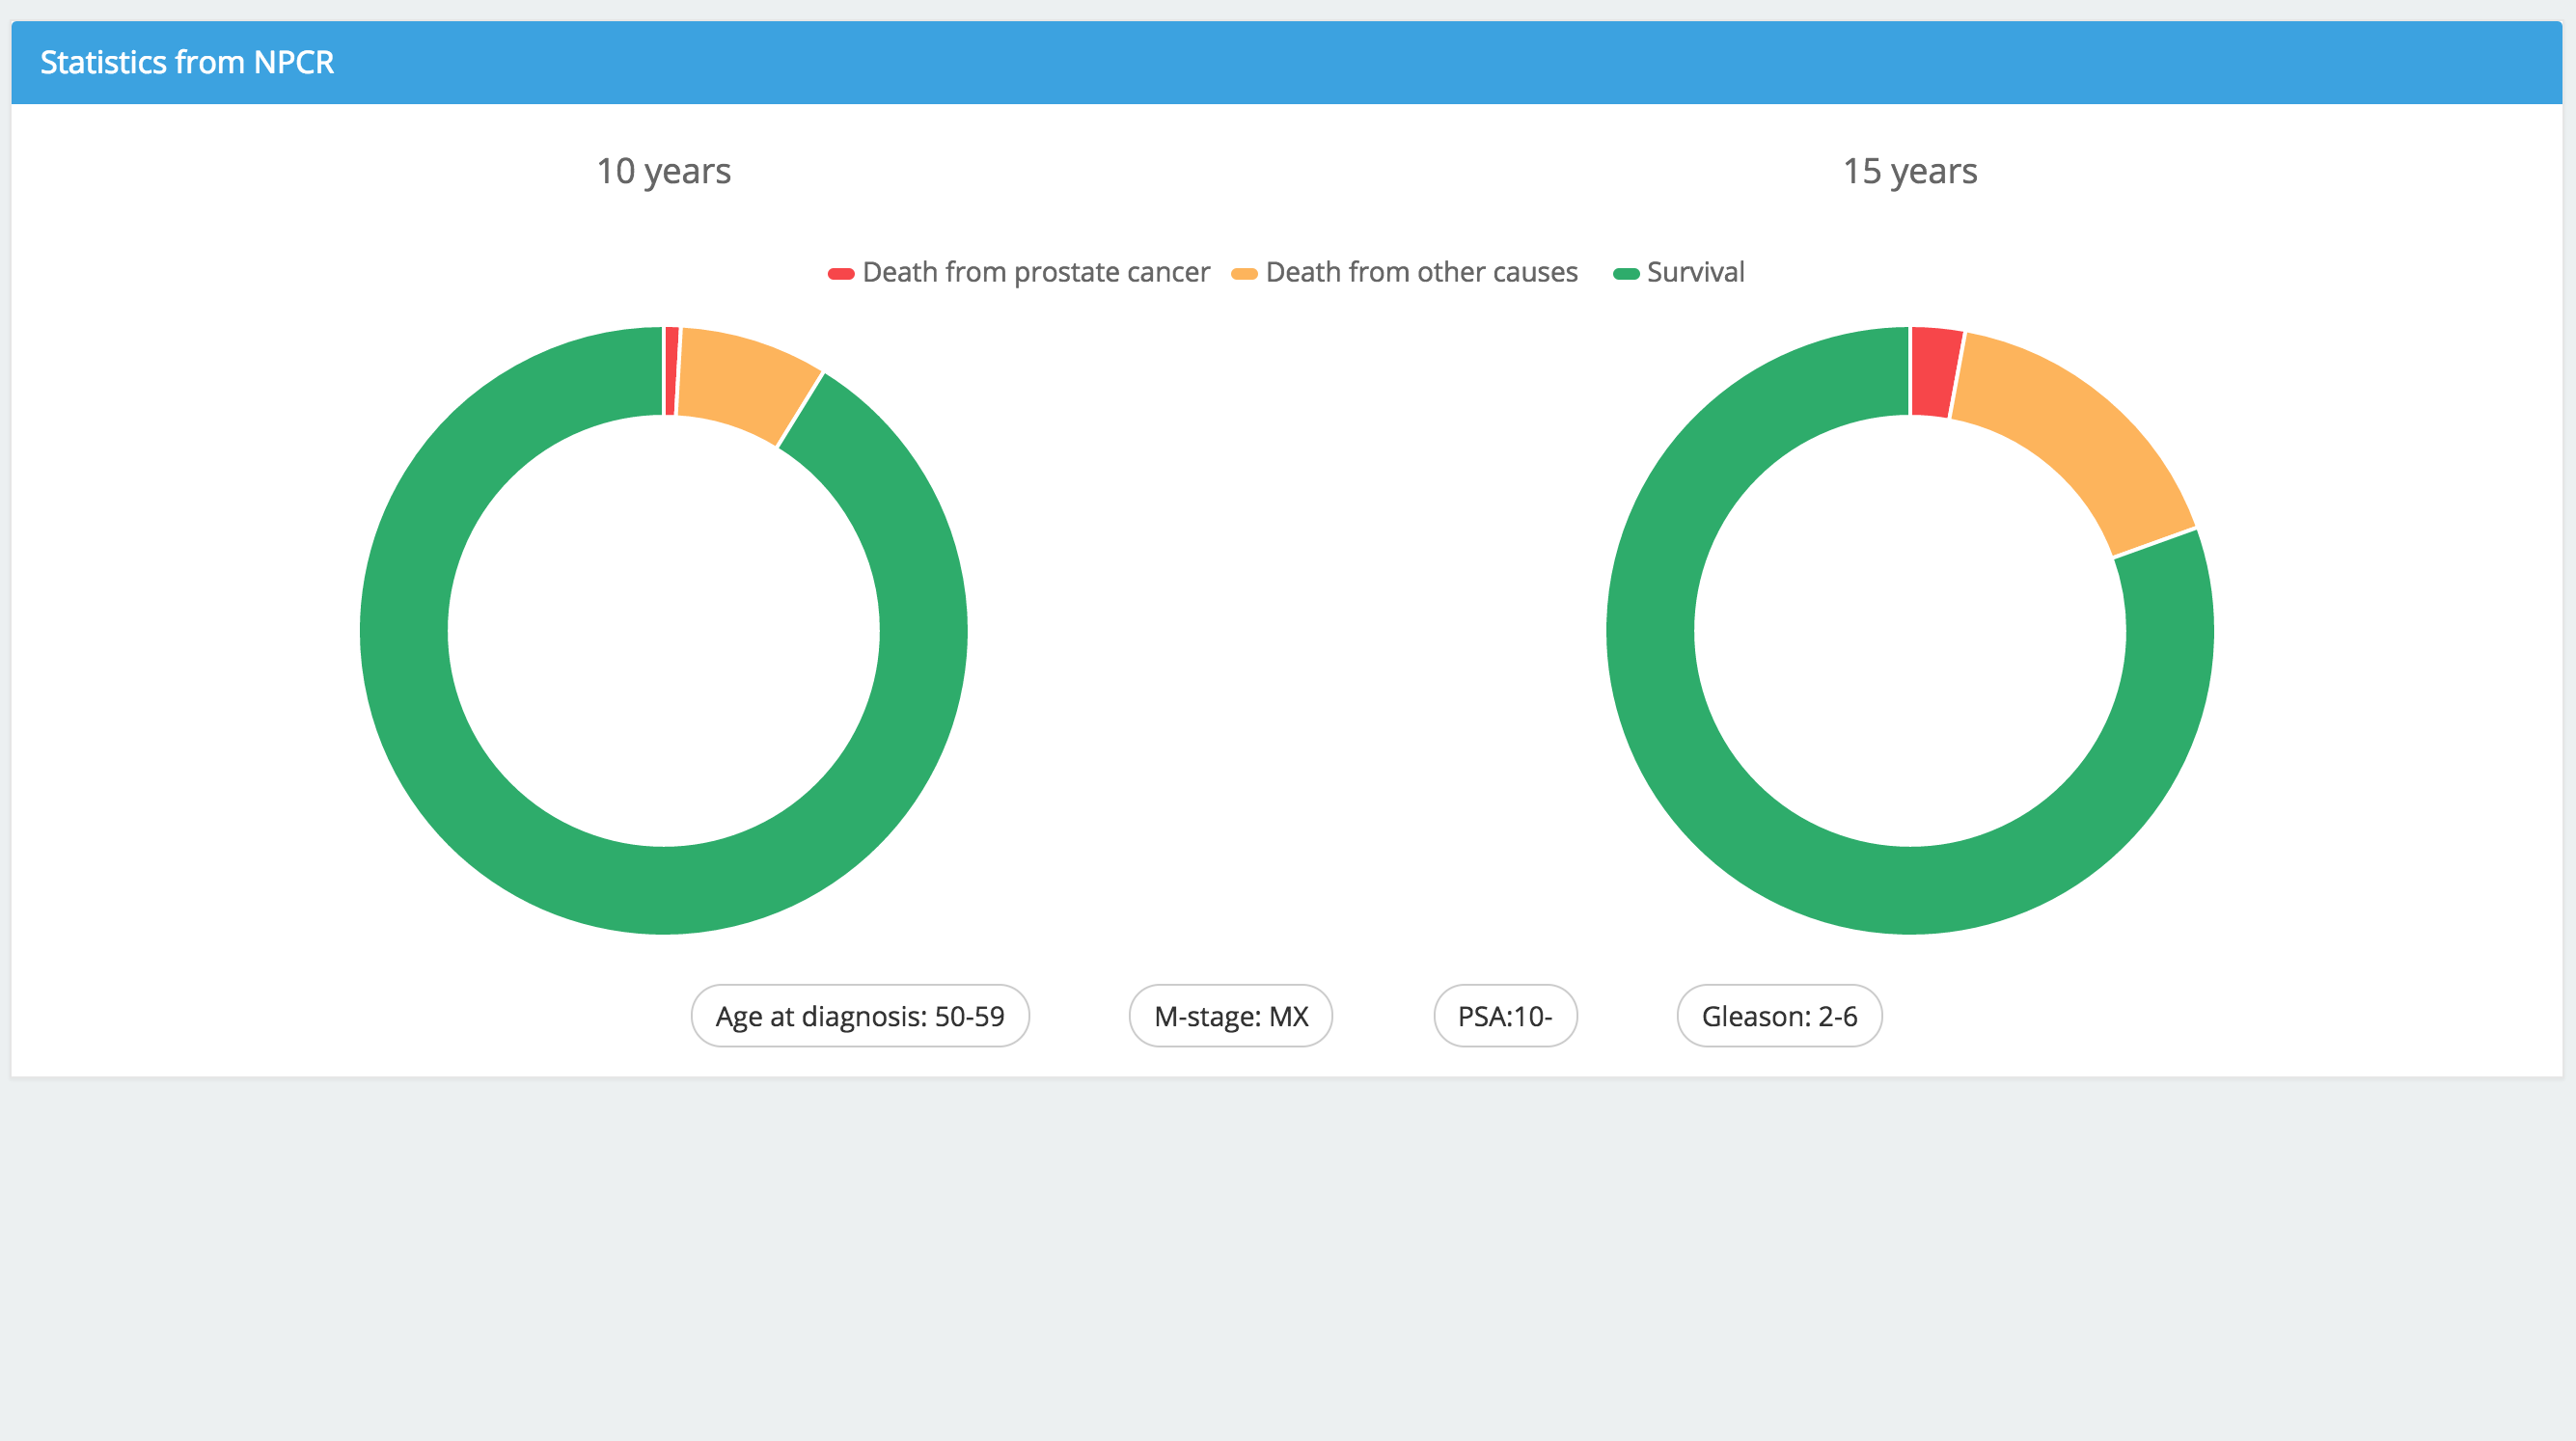 Statistics from NPCR
10 years
15 years
Death from prostate cancer Death from other causes Survival
Age at diagnosis: 50-59 M-stage: MX PSA:10- Gleason: 2-6